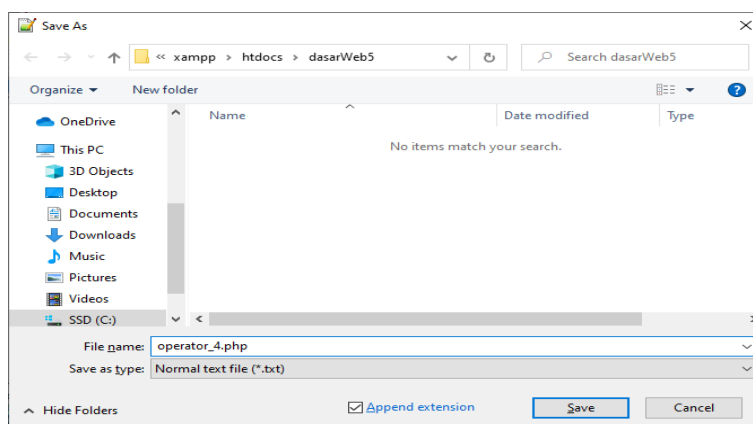 Save As
« xampp › htdocs › dasarWeb5
Search dasarWeb5
Organize
New folder
Name
Date modified
Type
No items match your search.
OneDrive
This PC
3D Objects
Desktop
Documents
Downloads
Music
Pictures
Videos
SSD (C:)
File name: operator_4.php
Save as type: Normal text file (*.txt)
Hide Folders
Append extension
Save
Cancel